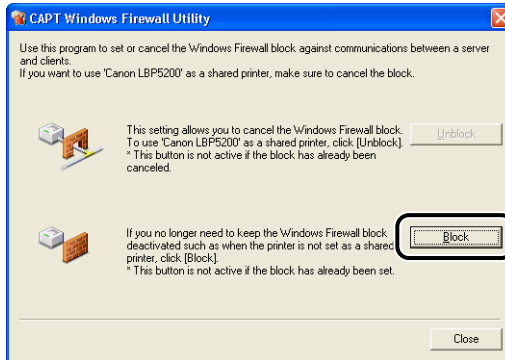 CAPT Windows Firewall Utility
Use this program to set or cancel the Windows Firewall block against communications between a server
and clients.
If you want to use 'Canon LBP5200' as a shared printer, make sure to cancel the block.
This setting allows you to cancel the Windows Firewall block.
To use 'Canon LBP5200' as a shared printer, click [Unblock].
* This button is not active if the block has already been
canceled.
Unblock
If you no longer need to keep the Windows Firewall block
deactivated such as when the printer is not set as a shared
printer, click [Block].
* This button is not active if the block has already been set.
Block
Close